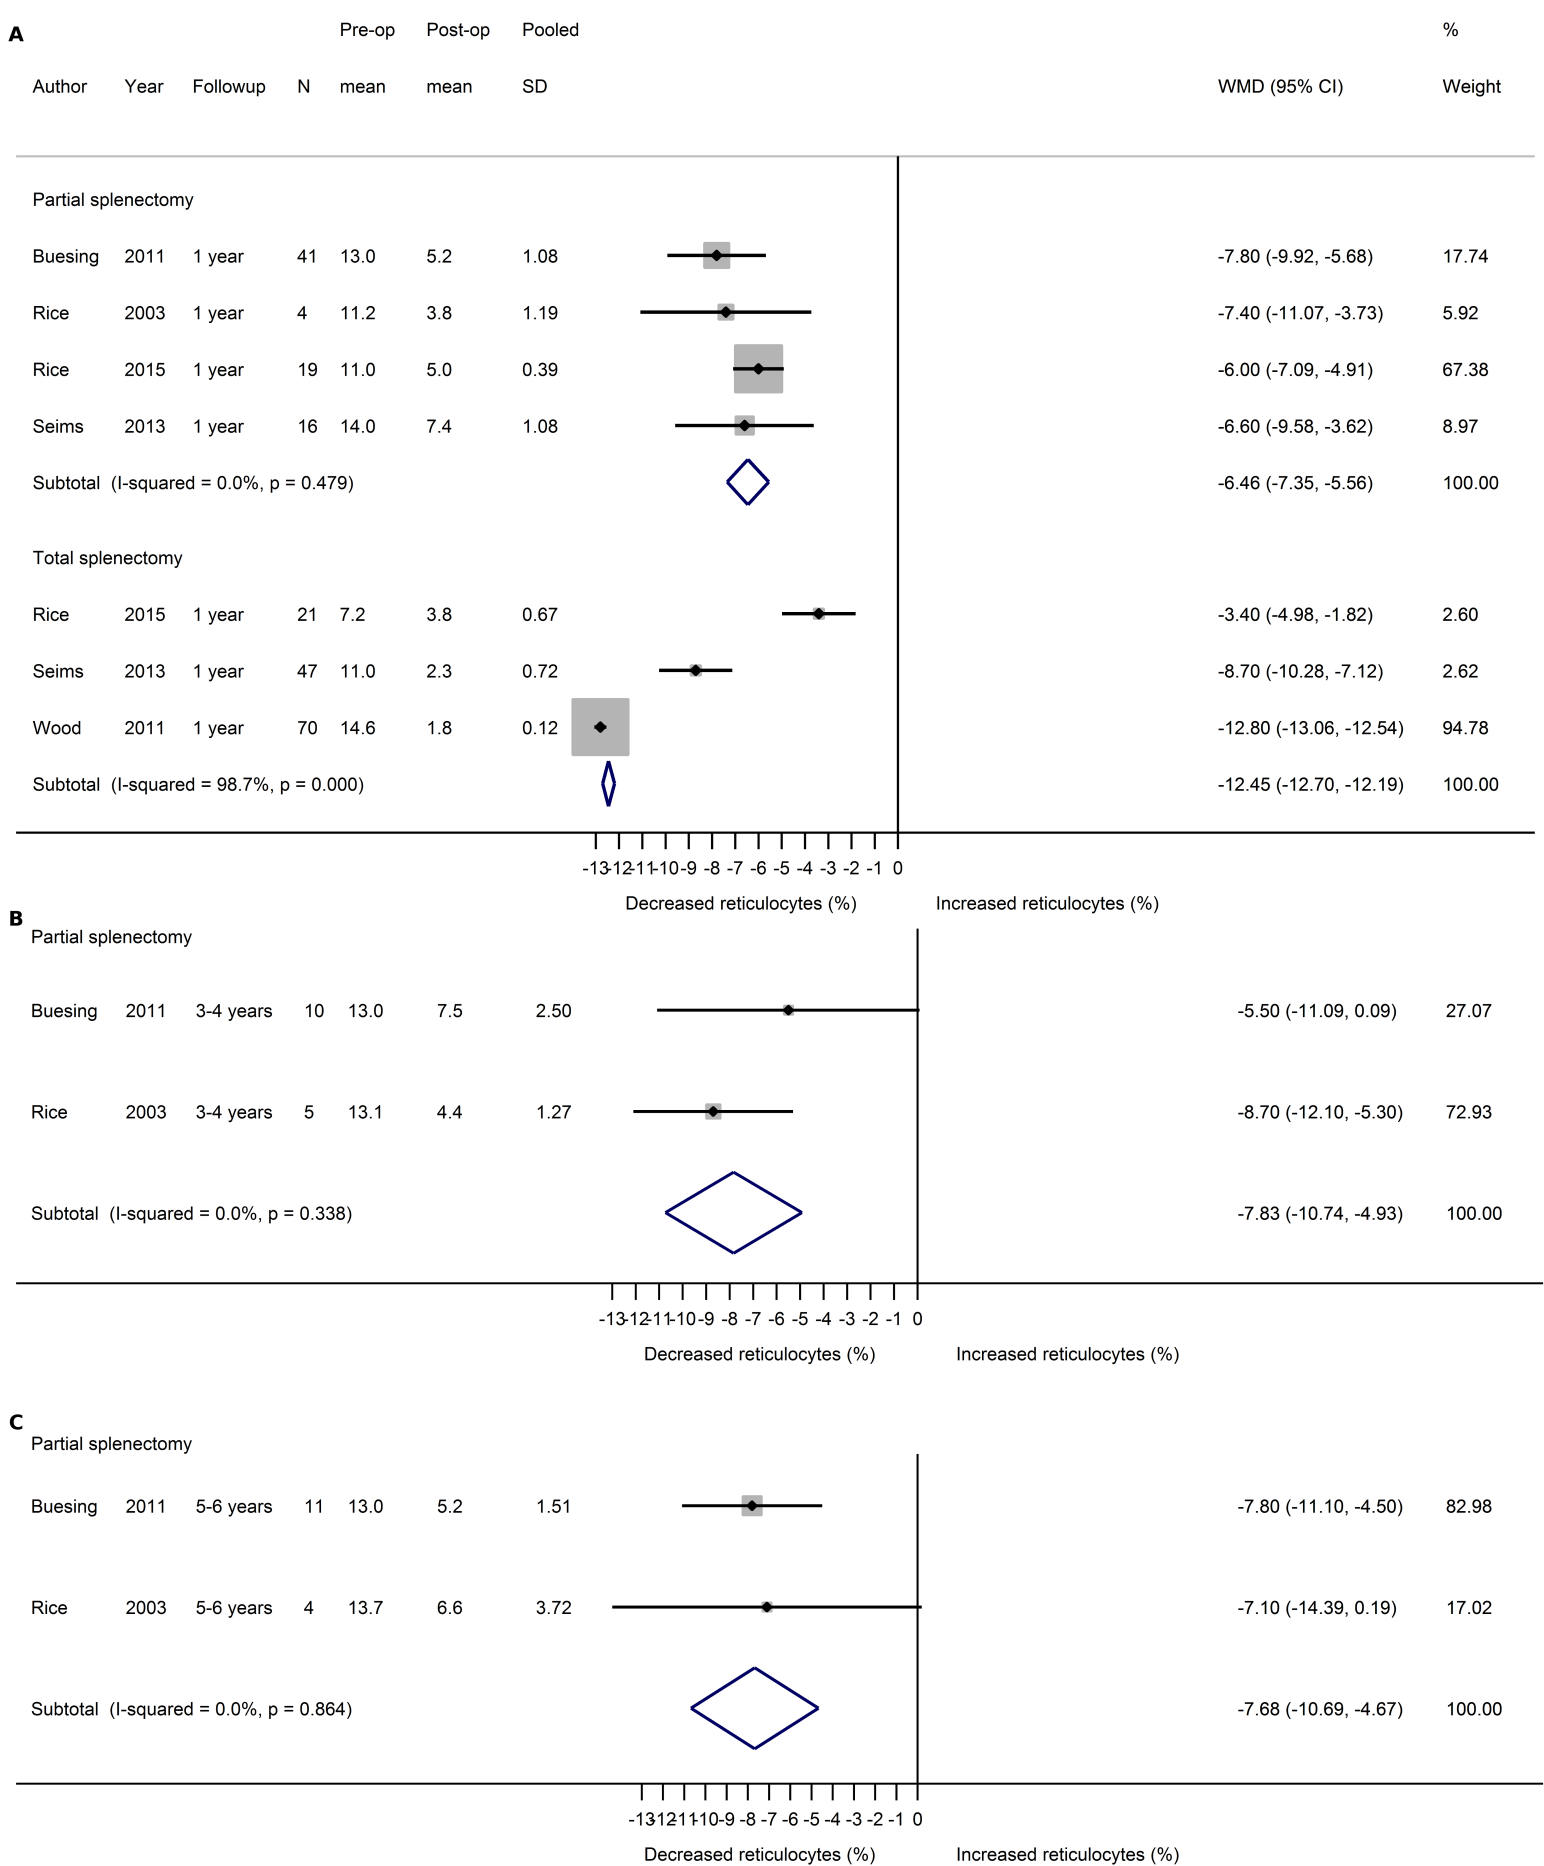 A
Pre-op Post-op Pooled %
Author Year Followup N mean mean SD WMD (95% CI) Weight
Partial splenectomy
Buesing 2011 1 year 41 13.0 5.2 1.08 -7.80 (-9.92, -5.68) 17.74
Rice 2003 1 year 4 11.2 3.8 1.19 -7.40 (-11.07, -3.73) 5.92
Rice 2015 1 year 19 11.0 5.0 0.39 -6.00 (-7.09, -4.91) 67.38
Seims 2013 1 year 16 14.0 7.4 1.08 -6.60 (-9.58, -3.62) 8.97
Subtotal (I-squared = 0.0%, p = 0.479) -6.46 (-7.35, -5.56) 100.00
Total splenectomy
Rice 2015 1 year 21 7.2 3.8 0.67 -3.40 (-4.98, -1.82) 2.60
Seims 2013 1 year 47 11.0 2.3 0.72 -8.70 (-10.28, -7.12) 2.62
Wood 2011 1 year 70 14.6 1.8 0.12 -12.80 (-13.06, -12.54) 94.78
Subtotal (I-squared = 98.7%, p = 0.000) -12.45 (-12.70, -12.19) 100.00
-13 -12 -11 -10 -9 -8 -7 -6 -5 -4 -3 -2 -1 0
Decreased reticulocytes (%) Increased reticulocytes (%)
B
Partial splenectomy
Buesing 2011 3-4 years 10 13.0 7.5 2.50 -5.50 (-11.09, 0.09) 27.07
Rice 2003 3-4 years 5 13.1 4.4 1.27 -8.70 (-12.10, -5.30) 72.93
Subtotal (I-squared = 0.0%, p = 0.338) -7.83 (-10.74, -4.93) 100.00
-13 -12 -11 -10 -9 -8 -7 -6 -5 -4 -3 -2 -1 0
Decreased reticulocytes (%) Increased reticulocytes (%)
C
Partial splenectomy
Buesing 2011 5-6 years 11 13.0 5.2 1.51 -7.80 (-11.10, -4.50) 82.98
Rice 2003 5-6 years 4 13.7 6.6 3.72 -7.10 (-14.39, 0.19) 17.02
Subtotal (I-squared = 0.0%, p = 0.864) -7.68 (-10.69, -4.67) 100.00
-13 -12 -11 -10 -9 -8 -7 -6 -5 -4 -3 -2 -1 0
Decreased reticulocytes (%) Increased reticulocytes (%)